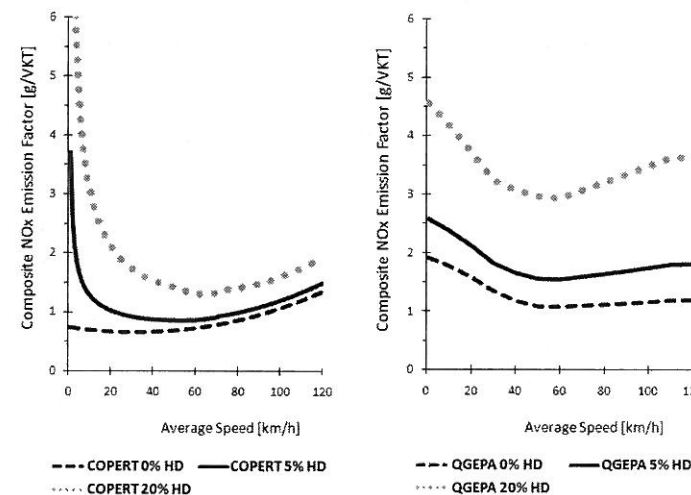 Composite NOx Emission Factor [g/VKT]
6
5
4
3
2
1
0
0 20 40 60 80 100 120
Average Speed [km/h]
COPERT 0% HD COPERT 5% HD
COPERT 20% HD
Composite NOx Emission Factor [g/VKT]
6
5
4
3
2
1
0
0 20 40 60 80 100 12
Average Speed [km/h]
QGEPA 0% HD QGEPA 5% HD
QGEPA 20% HD